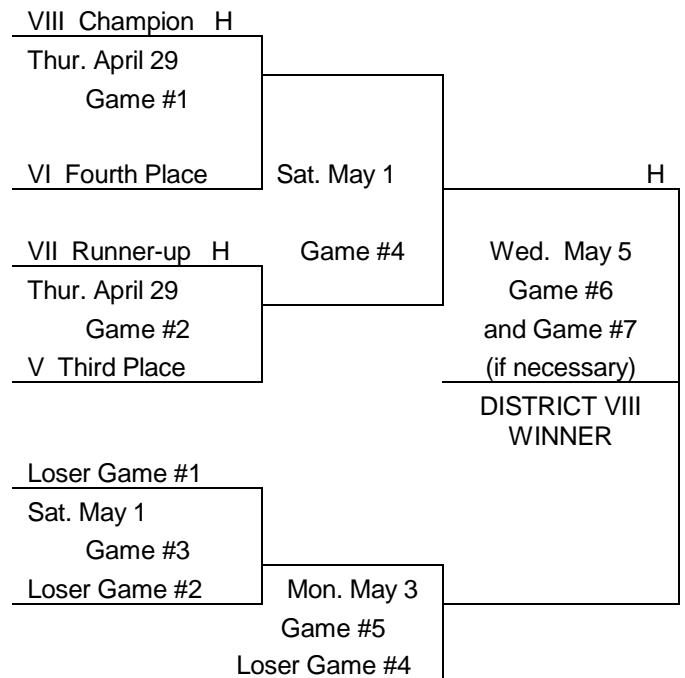 VIII Champion H
Thur. April 29
Game #1
VI Fourth Place
Sat. May 1
H
VII Runner-up H
Game #4
Wed. May 5
Thur. April 29
Game #6
Game #2
and Game #7
V Third Place
(if necessary)
DISTRICT VIII
WINNER
Loser Game #1
Sat. May 1
Game #3
Loser Game #2
Mon. May 3
Game #5
Loser Game #4